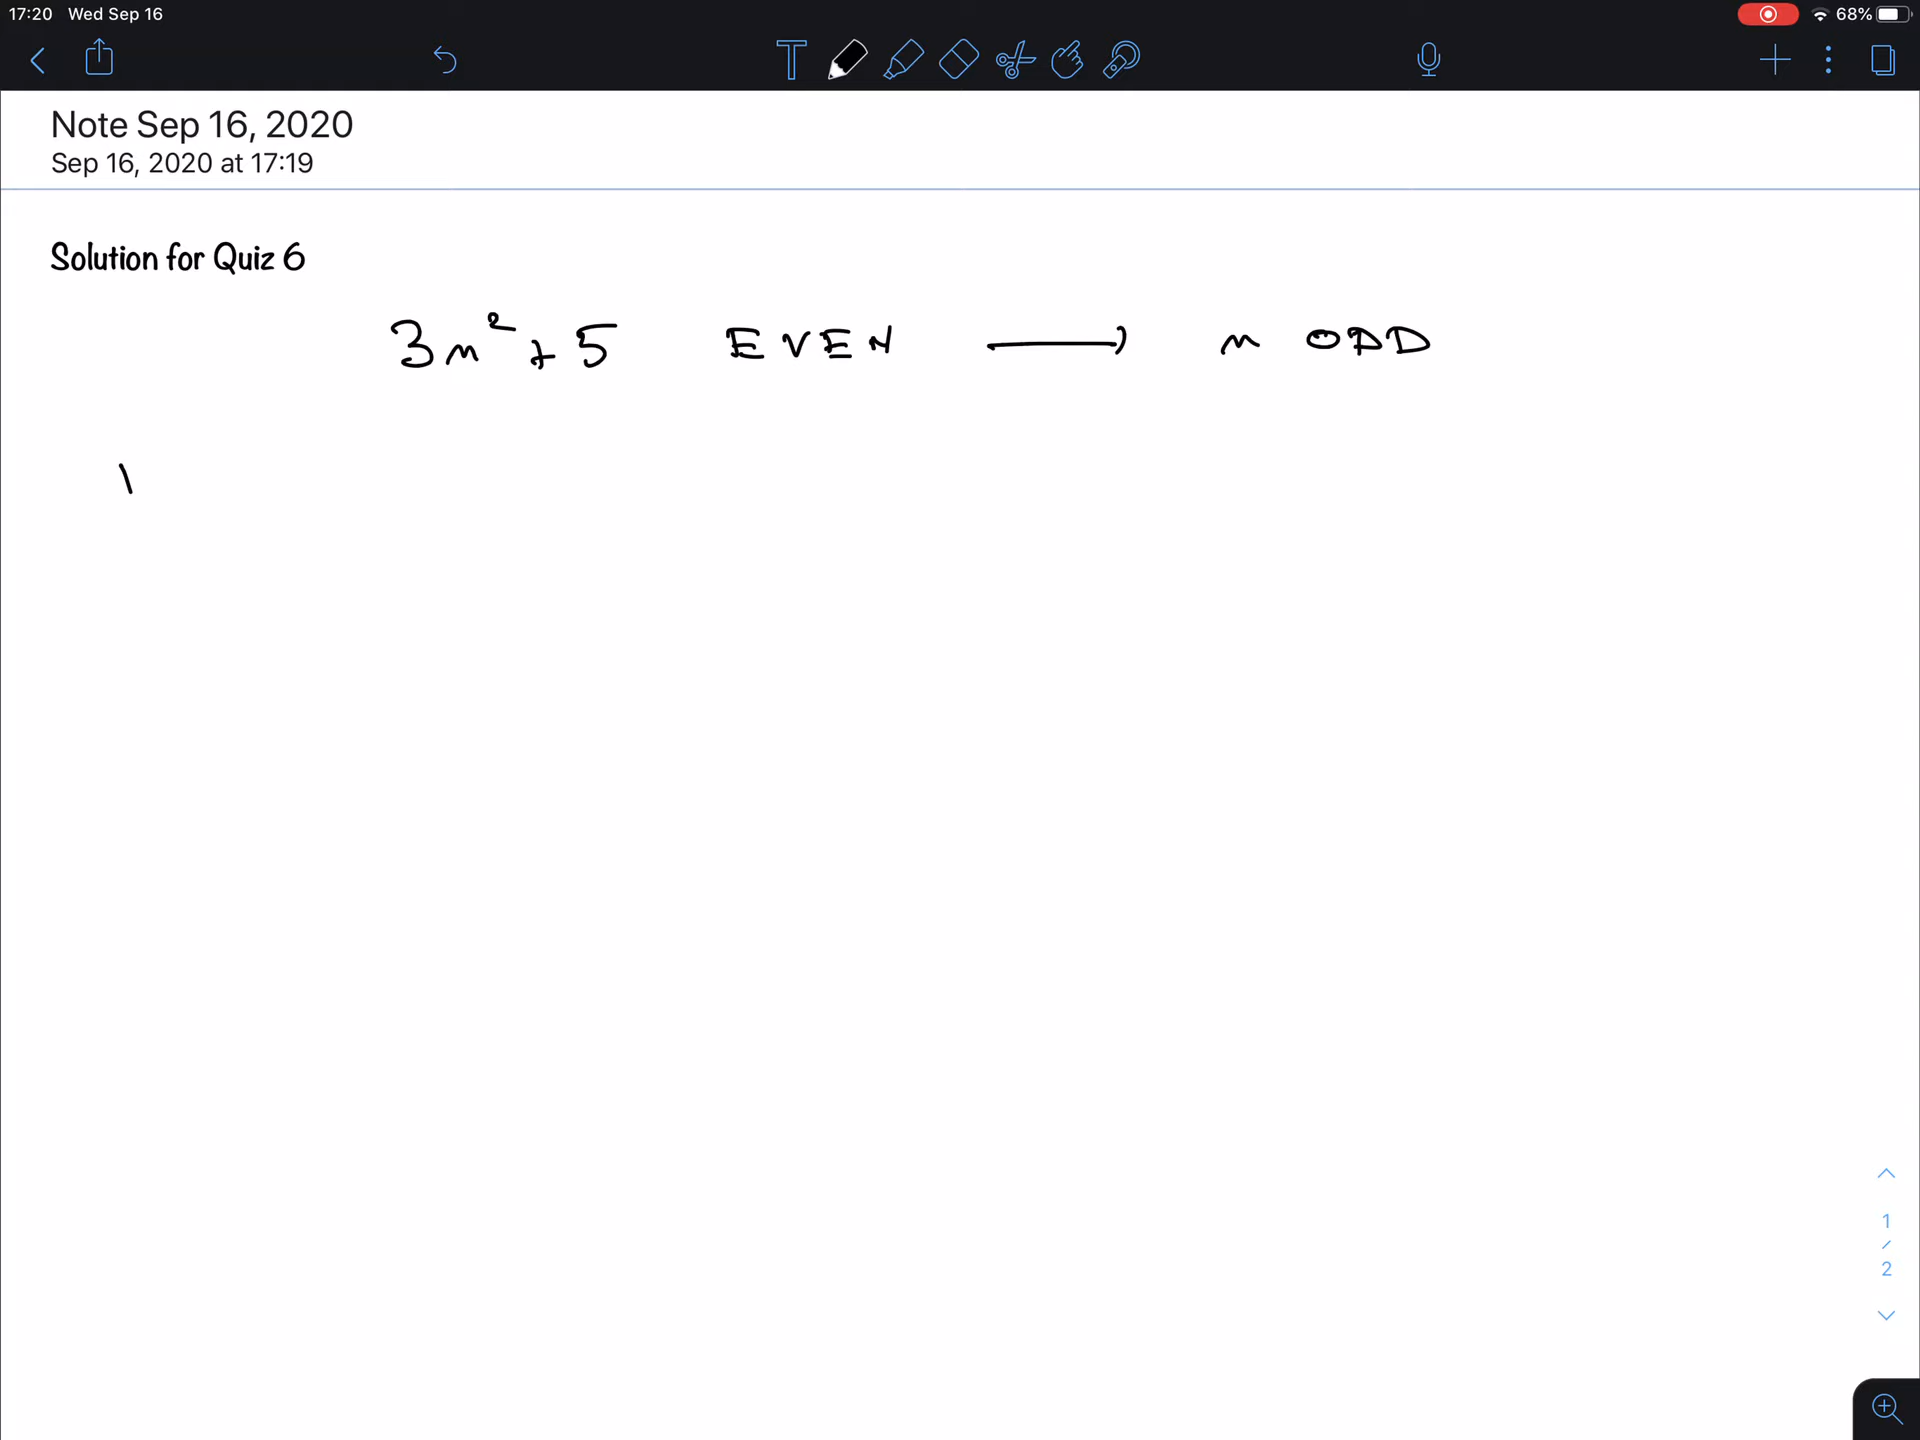 17:20 Wed Sep 16 68%
Note Sep 16, 2020
Sep 16, 2020 at 17:19
Solution for Quiz 6
3n² + 5 EVEN → n ODD
\
1
/
2